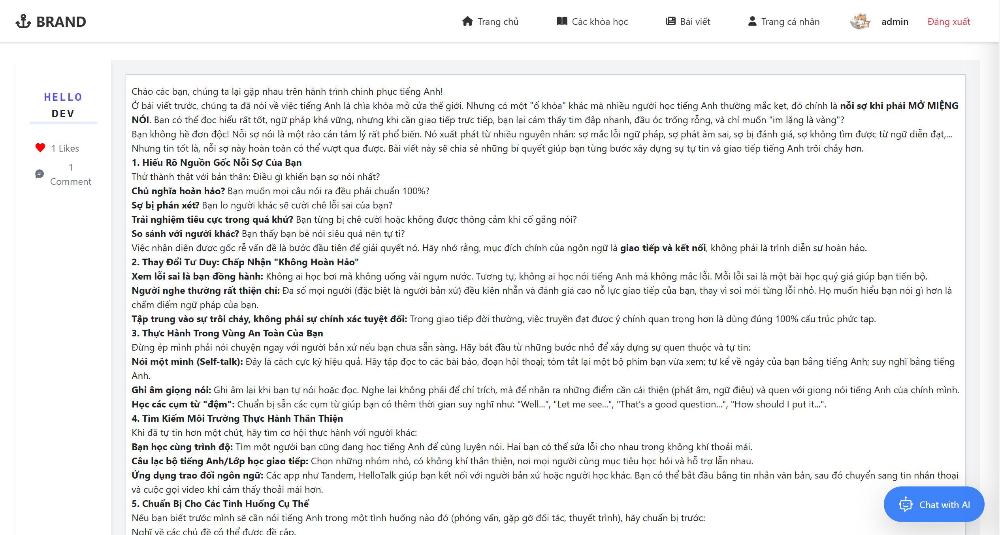 BRAND
Trang chủ
Các khóa học
Bài viết
Trang cá nhân
admin
Đăng xuất
HELLO
DEV
1 Likes
1
Comment
Chào các bạn, chúng ta lại gặp nhau trên hành trình chinh phục tiếng Anh!
Ở bài viết trước, chúng ta đã nói về việc tiếng Anh là chìa khóa mở cửa thế giới. Nhưng có một "ổ khóa" khác mà nhiều người học tiếng Anh thường mắc kẹt, đó chính là nỗi sợ khi phải MỞ MIỆNG
NÓI. Bạn có thể đọc hiểu rất tốt, ngữ pháp khá vững, nhưng khi cần giao tiếp trực tiếp, bạn lại cảm thấy tim đập nhanh, đầu óc trống rỗng, và chỉ muốn "im lặng là vàng"?
Bạn không hề đơn độc! Nỗi sợ nói là một rào cản tâm lý rất phổ biến. Nó xuất phát từ nhiều nguyên nhân: sợ mắc lỗi ngữ pháp, sợ phát âm sai, sợ bị đánh giá, sợ không tìm được từ ngữ diễn đạt,...
Nhưng tin tốt là, nỗi sợ này hoàn toàn có thể vượt qua được. Bài viết này sẽ chia sẻ những bí quyết giúp bạn từng bước xây dựng sự tự tin và giao tiếp tiếng Anh trôi chảy hơn.
1. Hiểu Rõ Nguồn Gốc Nỗi Sợ Của Bạn
Thử thành thật với bản thân: Điều gì khiến bạn sợ nói nhất?
Chủ nghĩa hoàn hảo? Bạn muốn mọi câu nói ra đều phải chuẩn 100%?
Sợ bị phán xét? Bạn lo người khác sẽ cười chê lỗi sai của bạn?
Trải nghiệm tiêu cực trong quá khứ? Bạn từng bị chê cười hoặc không được thông cảm khi cố gắng nói?
So sánh với người khác? Bạn thấy bạn bè nói siêu quá nên tự ti?
Việc nhận diện được gốc rễ vấn đề là bước đầu tiên để giải quyết nó. Hãy nhớ rằng, mục đích chính của ngôn ngữ là giao tiếp và kết nối, không phải là trình diễn sự hoàn hảo.
2. Thay Đổi Tư Duy: Chấp Nhận "Không Hoàn Hảo"
Xem lỗi sai là bạn đồng hành: Không ai học bơi mà không uống vài ngụm nước. Tương tự, không ai học nói tiếng Anh mà không mắc lỗi. Mỗi lỗi sai là một bài học quý giá giúp bạn tiến bộ.
Người nghe thường rất thiện chí: Đa số mọi người (đặc biệt là người bản xứ) đều kiên nhẫn và đánh giá cao nỗ lực giao tiếp của bạn, thay vì soi mói từng lỗi nhỏ. Họ muốn hiểu bạn nói gì hơn là
chấm điểm ngữ pháp của bạn.
Tập trung vào sự trôi chảy, không phải sự chính xác tuyệt đối: Trong giao tiếp đời thường, việc truyền đạt được ý chính quan trọng hơn là dùng đúng 100% cấu trúc phức tạp.
3. Thực Hành Trong Vùng An Toàn Của Bạn
Đừng ép mình phải nói chuyện ngay với người bản xứ nếu bạn chưa sẵn sàng. Hãy bắt đầu từ những bước nhỏ để xây dựng sự quen thuộc và tự tin:
Nói một mình (Self-talk): Đây là cách cực kỳ hiệu quả. Hãy tập đọc to các bài báo, đoạn hội thoại; tóm tắt lại một bộ phim bạn vừa xem; tự kể về ngày của bạn bằng tiếng Anh; suy nghĩ bằng tiếng
Anh.
Ghi âm giọng nói: Ghi âm lại khi bạn tự nói hoặc đọc. Nghe lại không phải để chỉ trích, mà để nhận ra những điểm cần cải thiện (phát âm, ngữ điệu) và quen với giọng nói tiếng Anh của chính mình.
Học các cụm từ "đệm": Chuẩn bị sẵn các cụm từ giúp bạn có thêm thời gian suy nghĩ như: "Well...", "Let me see...", "That's a good question...", "How should I put it...".
4. Tìm Kiếm Môi Trường Thực Hành Thân Thiện
Khi đã tự tin hơn một chút, hãy tìm cơ hội thực hành với người khác:
Bạn học cùng trình độ: Tìm một người bạn cũng đang học tiếng Anh để cùng luyện nói. Hai bạn có thể sửa lỗi cho nhau trong không khí thoải mái.
Câu lạc bộ tiếng Anh/Lớp học giao tiếp: Chọn những nhóm nhỏ, có không khí thân thiện, nơi mọi người cùng mục tiêu học hỏi và hỗ trợ lẫn nhau.
Ứng dụng trao đổi ngôn ngữ: Các app như Tandem, HelloTalk giúp bạn kết nối với người bản xứ hoặc người học khác. Bạn có thể bắt đầu bằng tin nhắn văn bản, sau đó chuyển sang tin nhắn thoại
và cuộc gọi video khi cảm thấy thoải mái hơn.
5. Chuẩn Bị Cho Các Tình Huống Cụ Thể
Nếu bạn biết trước mình sẽ cần nói tiếng Anh trong một tình huống nào đó (phỏng vấn, gặp gỡ đối tác, thuyết trình), hãy chuẩn bị trước:
Nghĩ về các chủ đề có thể được đề cập.
Chat with AI